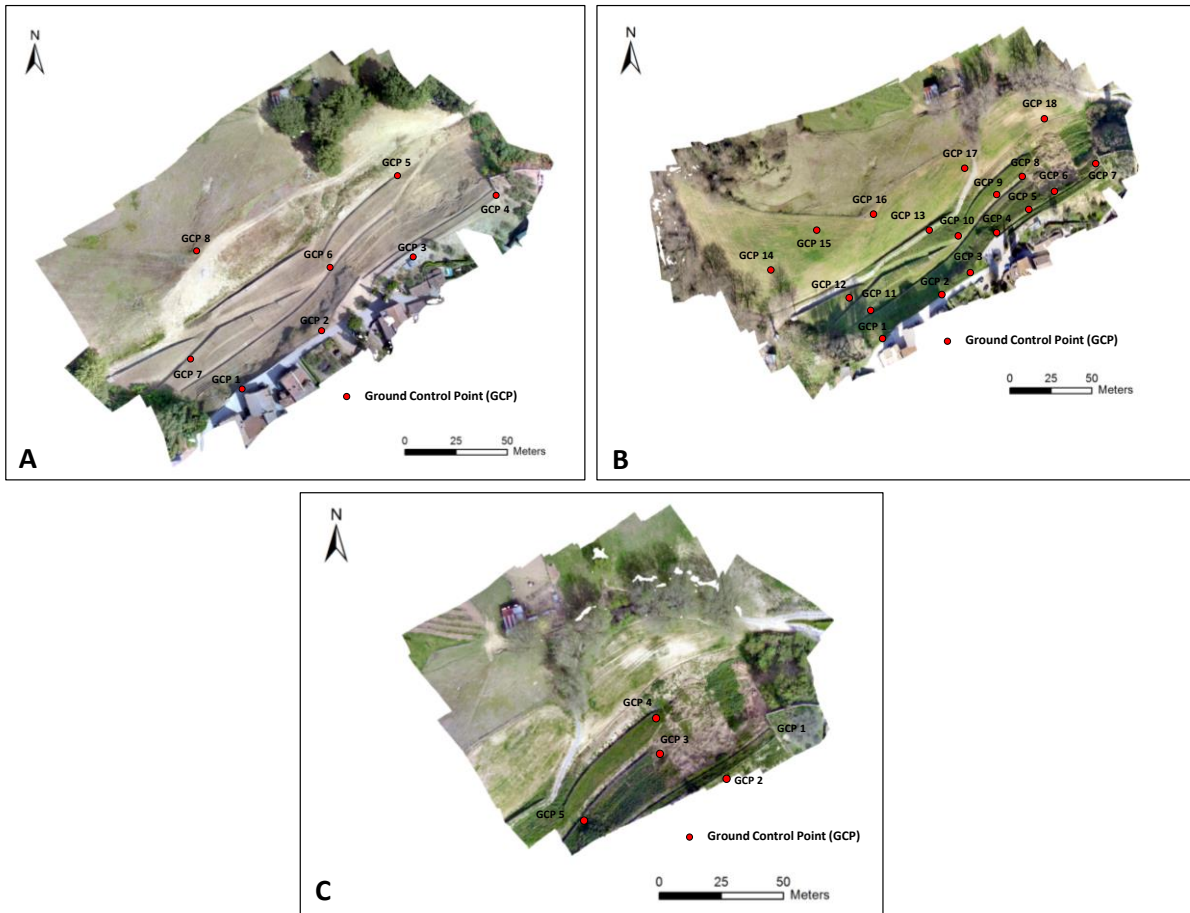 N
GCP 5
GCP 4
GCP 8
GCP 3
GCP 6
GCP 2
GCP 7
GCP 1
Ground Control Point (GCP)
0 25 50
Meters
A
N
GCP 18
GCP 17
GCP 8
GCP 9
GCP 6
GCP 7
GCP 16
GCP 13
GCP 5
GCP 15
GCP 10
GCP 4
GCP 14
GCP 3
GCP 12
GCP 11
GCP 2
GCP 1
Ground Control Point (GCP)
0 25 50
Meters
B
N
GCP 4
GCP 1
GCP 3
GCP 2
GCP 5
Ground Control Point (GCP)
0 25 50
Meters
C